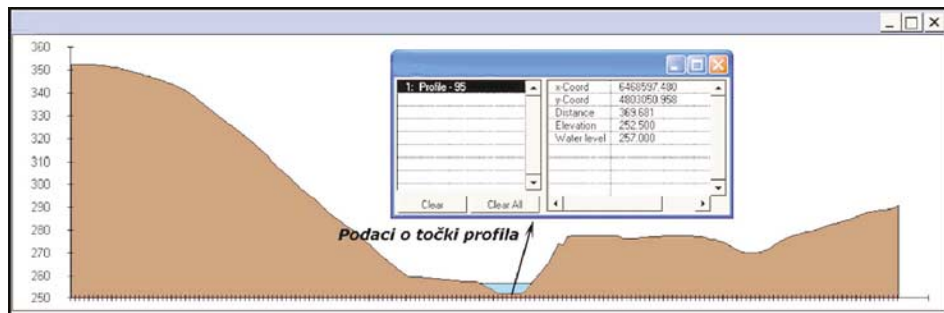 360
350
340
330
320
310
300
290
280
270
260
250
1: Profile - 95
Clear
Clear All
x-Coord 6468597.480
y-Coord 4803050.958
Distance 369.681
Elevation 252.500
Water level 257.000
Podaci o točki profila